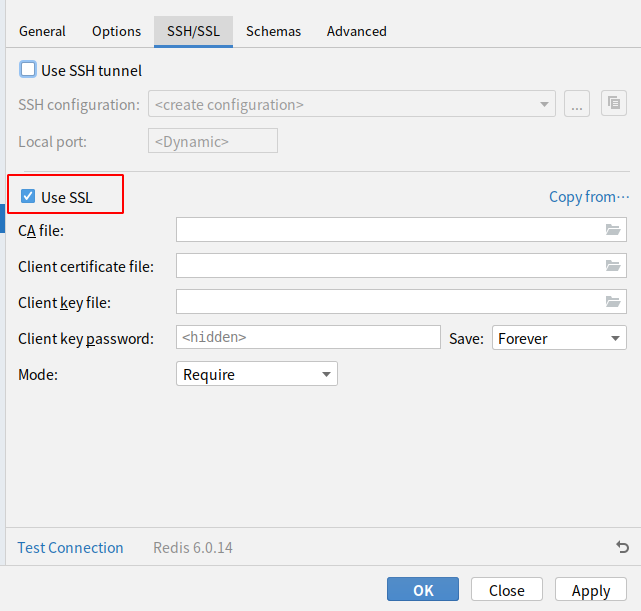 General Options SSH/SSL Schemas Advanced
Use SSH tunnel
SSH configuration: <create configuration> ...
Local port: <Dynamic>
Use SSL Copy from···
CA file:
Client certificate file:
Client key file:
Client key password: <hidden> Save: Forever
Mode: Require
Test Connection Redis 6.0.14
OK Close Apply